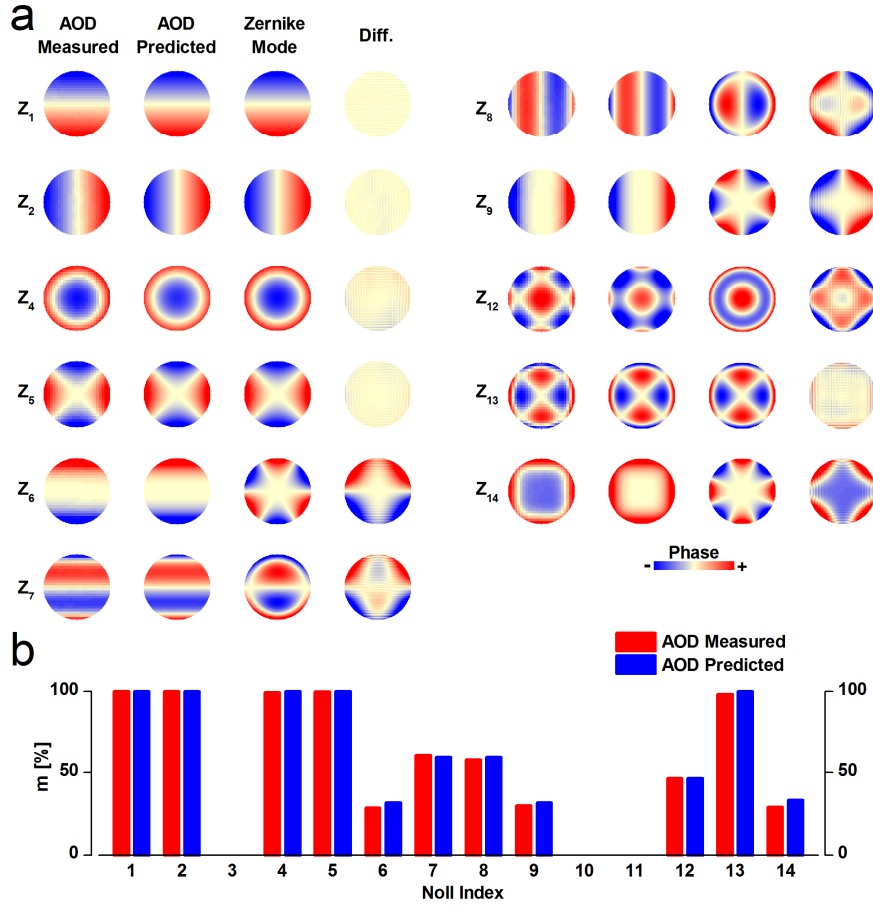 a
AOD Measured
AOD Predicted
Zernike Mode
Diff.
Z1
Z2
Z4
Z5
Z6
Z7
Z8
Z9
Z12
Z13
Z14
Phase
- +
b
AOD Measured
AOD Predicted
m [%]
100
50
0
100
50
0
1 2 3 4 5 6 7 8 9 10 11 12 13 14
Noll Index